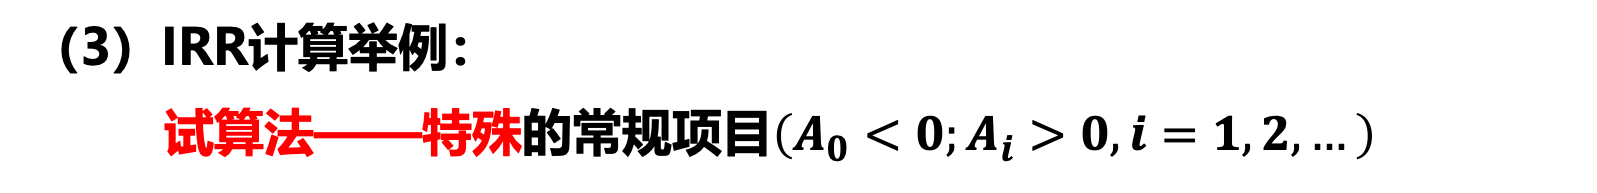 （3）IRR计算举例：
试算法——特殊的常规项目(A₀ < 0; Aᵢ > 0, i = 1, 2, … )